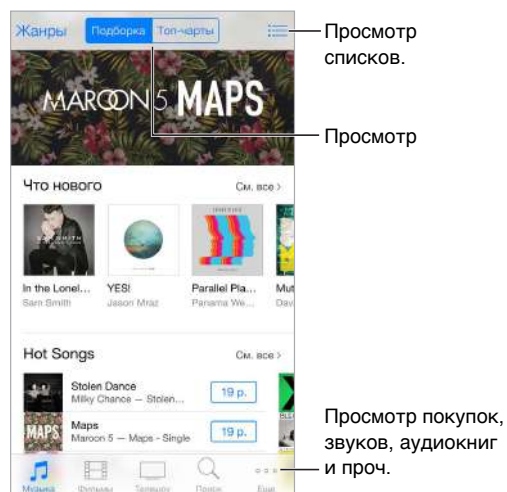 Жанры Подборка Топ-чарты
Просмотр
списков.
MAROON 5 MAPS
Просмотр
Что нового См. все >
In the Lonel... YES! Parallel Pla... Mut
Sam Smith Jason Mraz Panama We... Dav
Hot Songs См. все >
Stolen Dance
Milky Chance — Stolen...
19 р.
MAPS
Maps
Maroon 5 — Maps - Single
19 р.
Просмотр покупок,
звуков, аудиокниг
и проч.
Музыка Фильмы Телешоу Поиск Еще